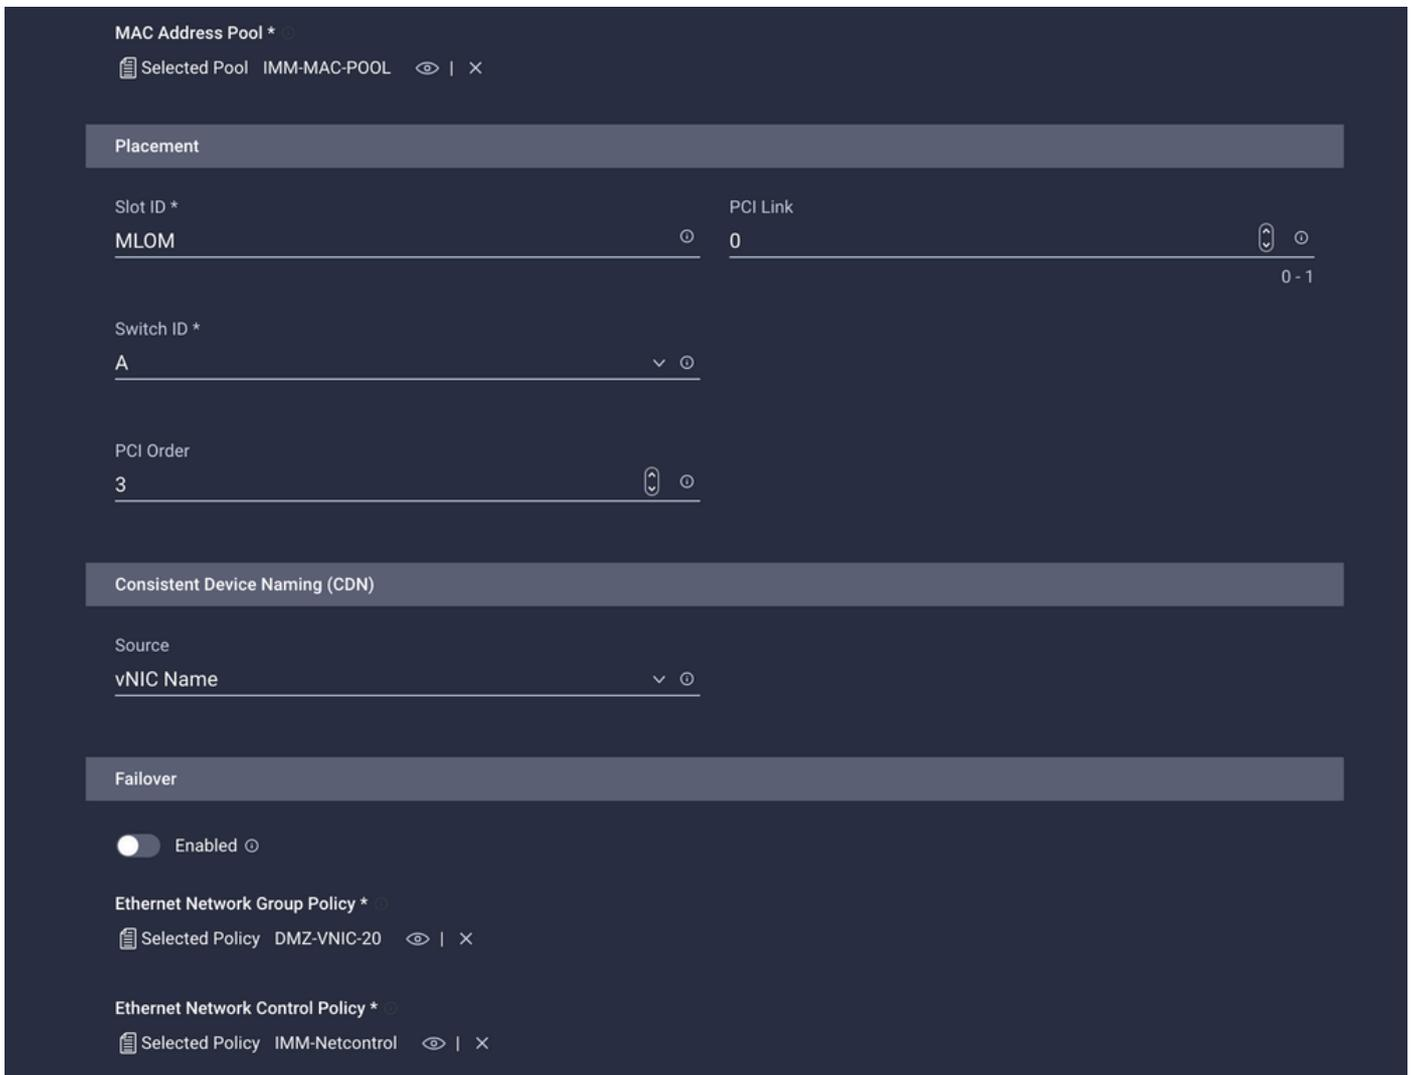 MAC Address Pool *
Selected Pool IMM-MAC-POOL |
Placement
Slot ID * PCI Link
MLOM 0
0 - 1
Switch ID *
A
PCI Order
3
Consistent Device Naming (CDN)
Source
vNIC Name
Failover
Enabled
Ethernet Network Group Policy *
Selected Policy DMZ-VNIC-20 |
Ethernet Network Control Policy *
Selected Policy IMM-Netcontrol |